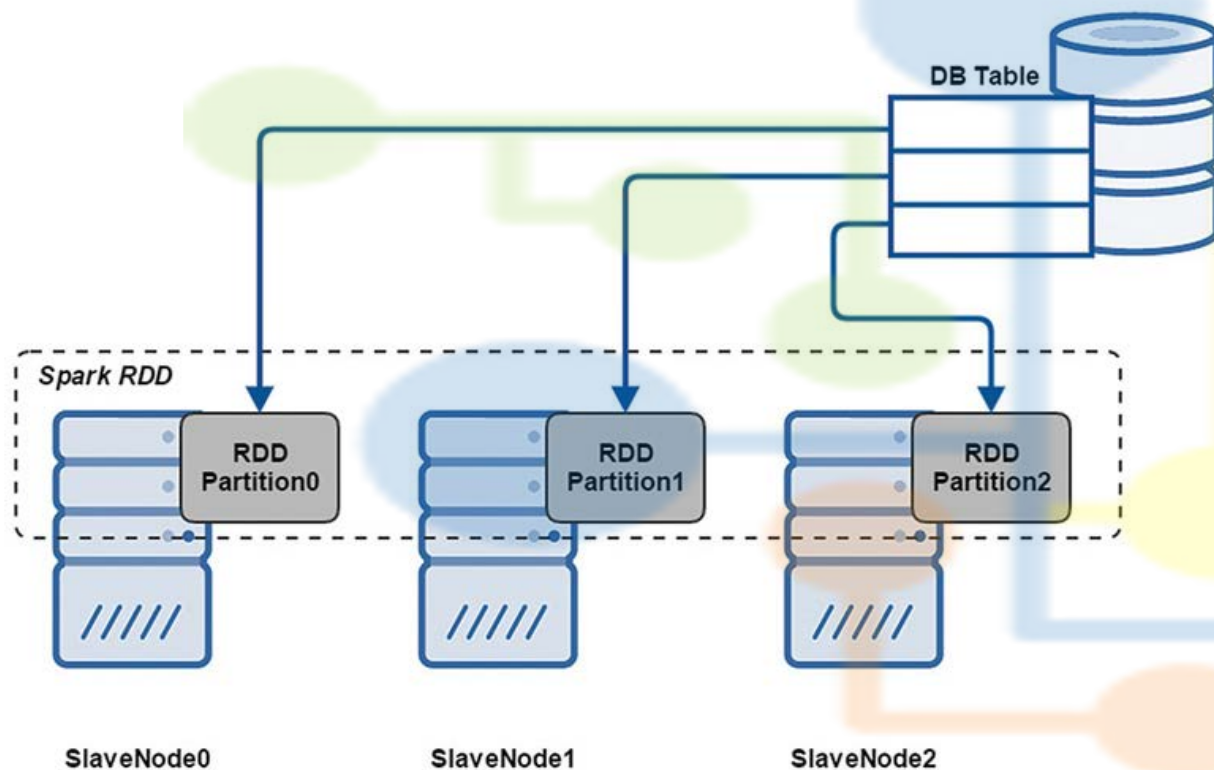 DB Table
Spark RDD
RDD
Partition0
RDD
Partition1
RDD
Partition2
SlaveNode0
SlaveNode1
SlaveNode2